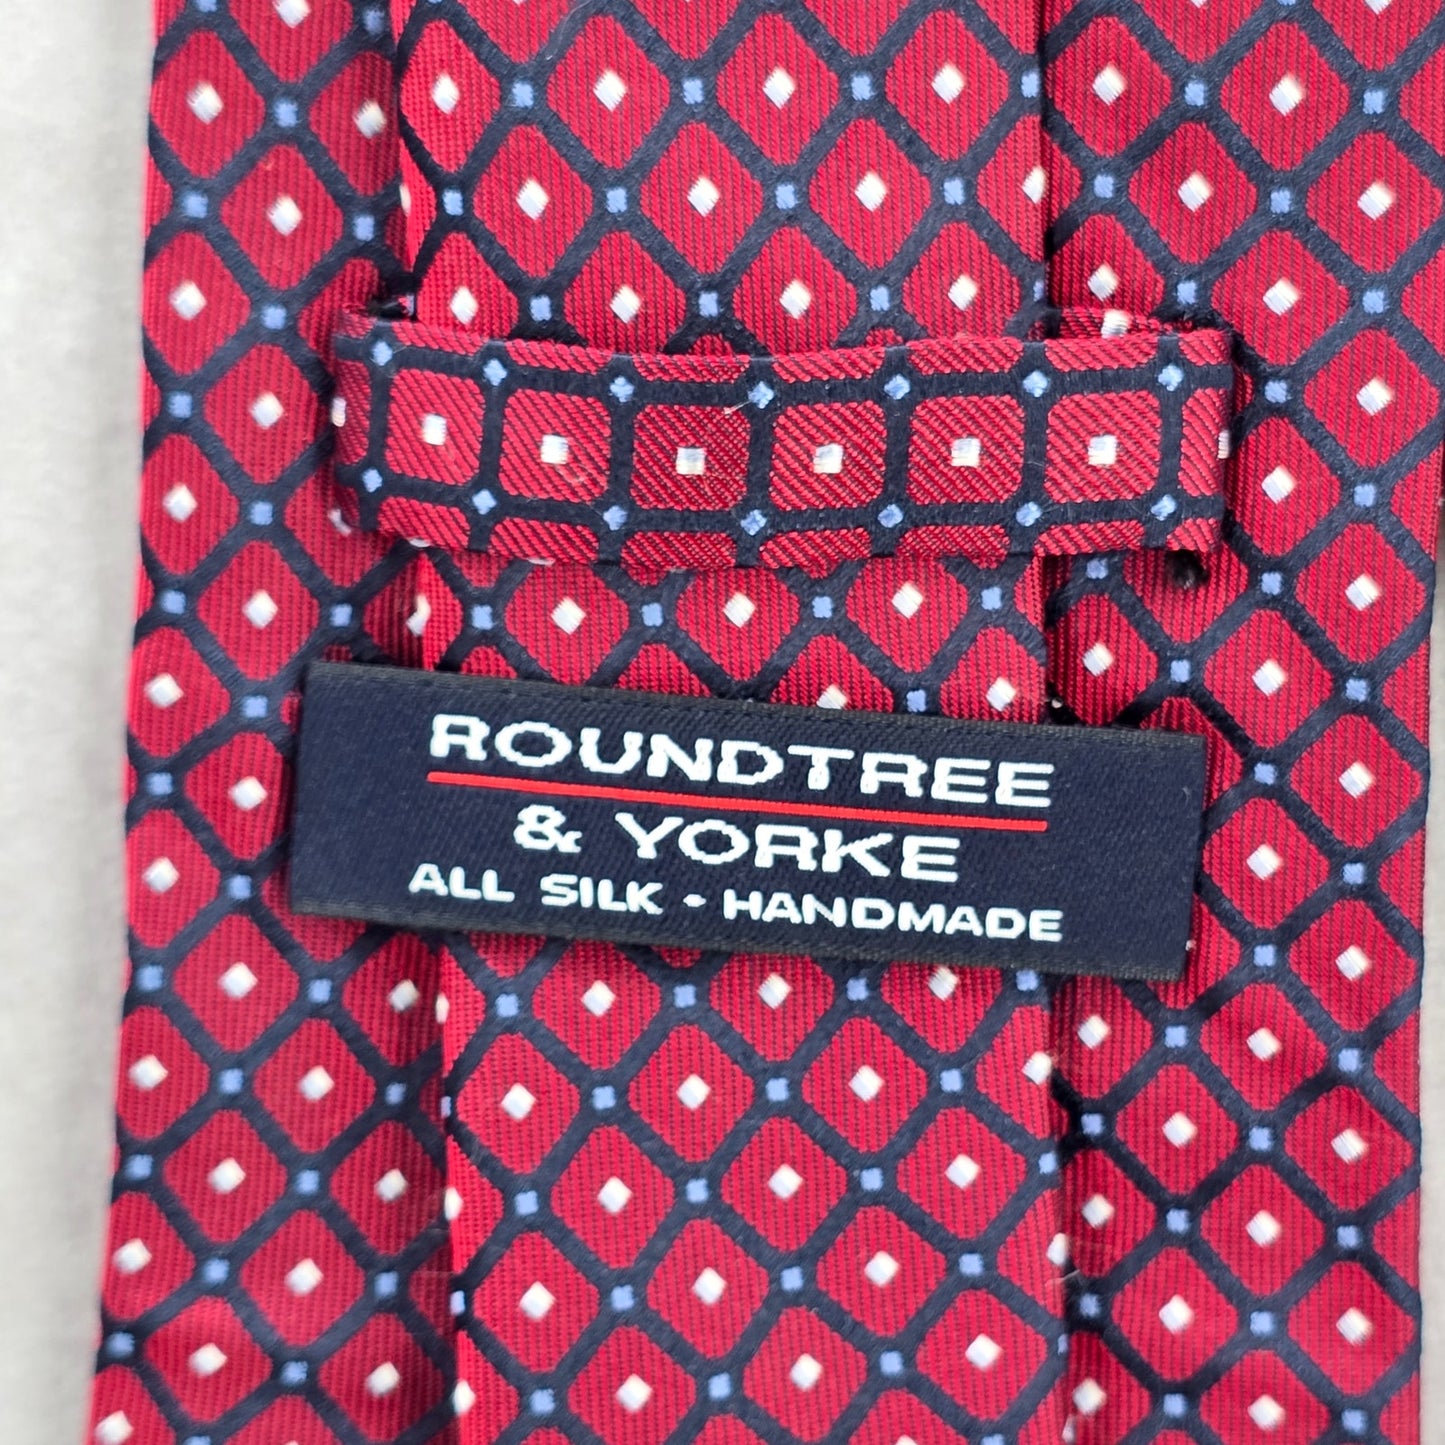 ROUNDTREE
& YORKE
ALL SILK - HANDMADE